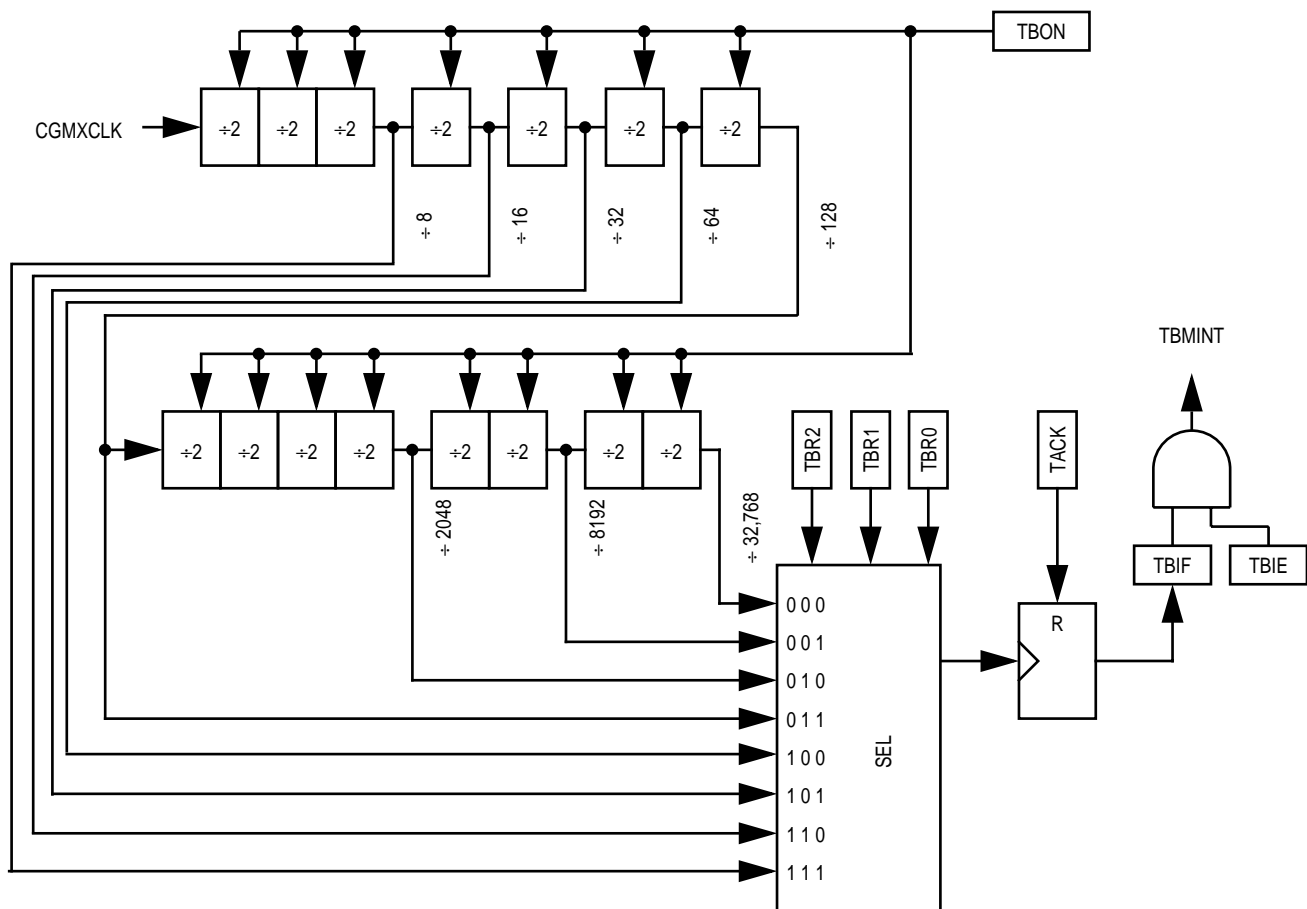 TBON
CGMXCLK
÷2 ÷2 ÷2 ÷2 ÷2 ÷2 ÷2
÷ 8
÷ 16
÷ 32
÷ 64
÷ 128
TBMINT
÷2 ÷2 ÷2 ÷2 ÷2 ÷2 ÷2 ÷2
TBR2
TBR1
TBR0
TACK
÷ 2048
÷ 8192
÷ 32,768
TBIF
TBIE
R
SEL
0 0 0
0 0 1
0 1 0
0 1 1
1 0 0
1 0 1
1 1 0
1 1 1